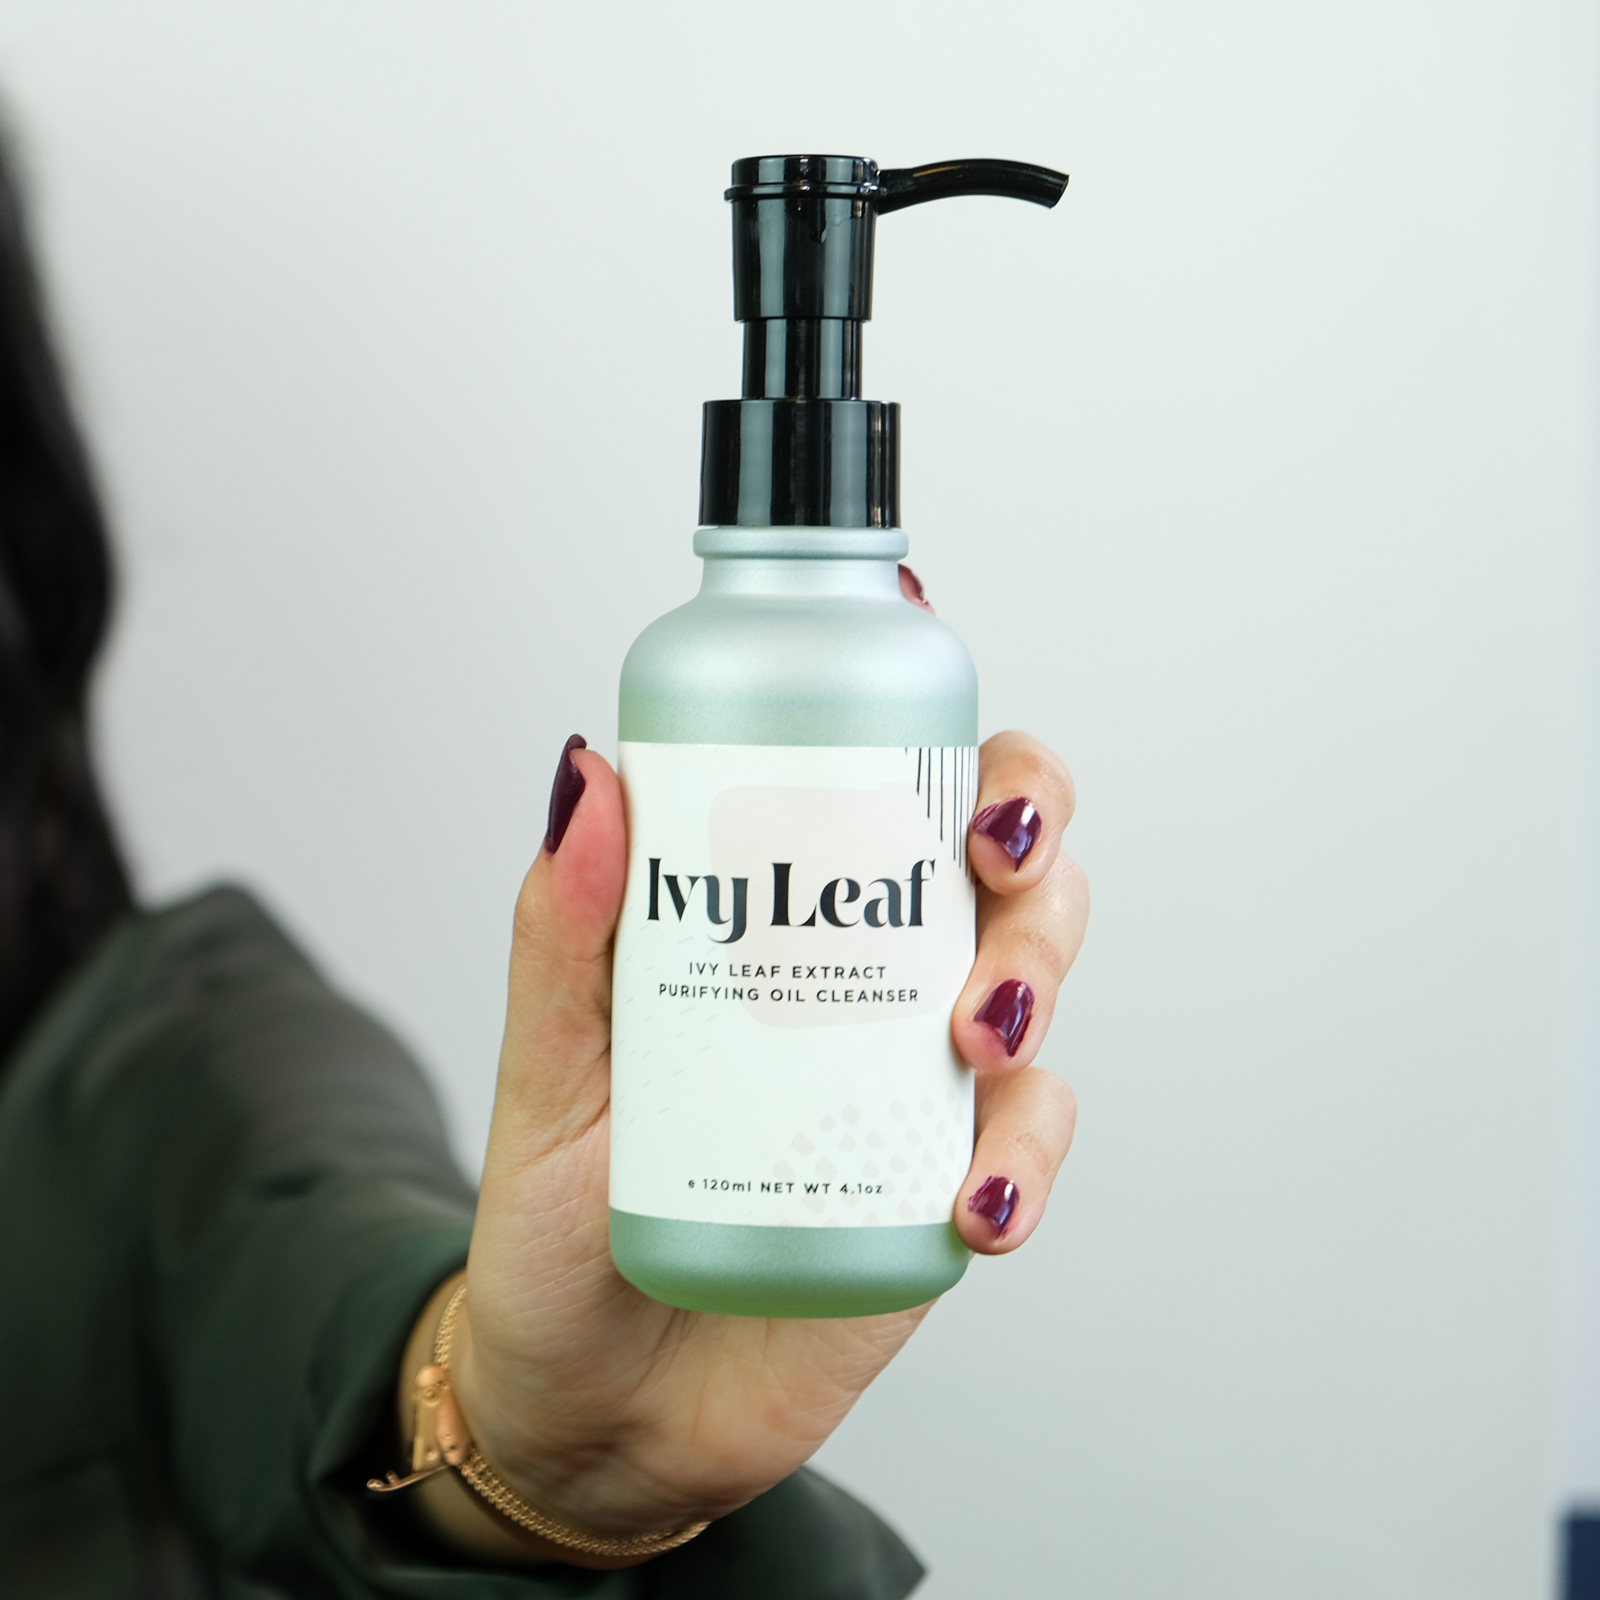 Ivy Leaf
IVY LEAF EXTRACT
PURIFYING OIL CLEANSER
e 120ml NET WT 4.1oz